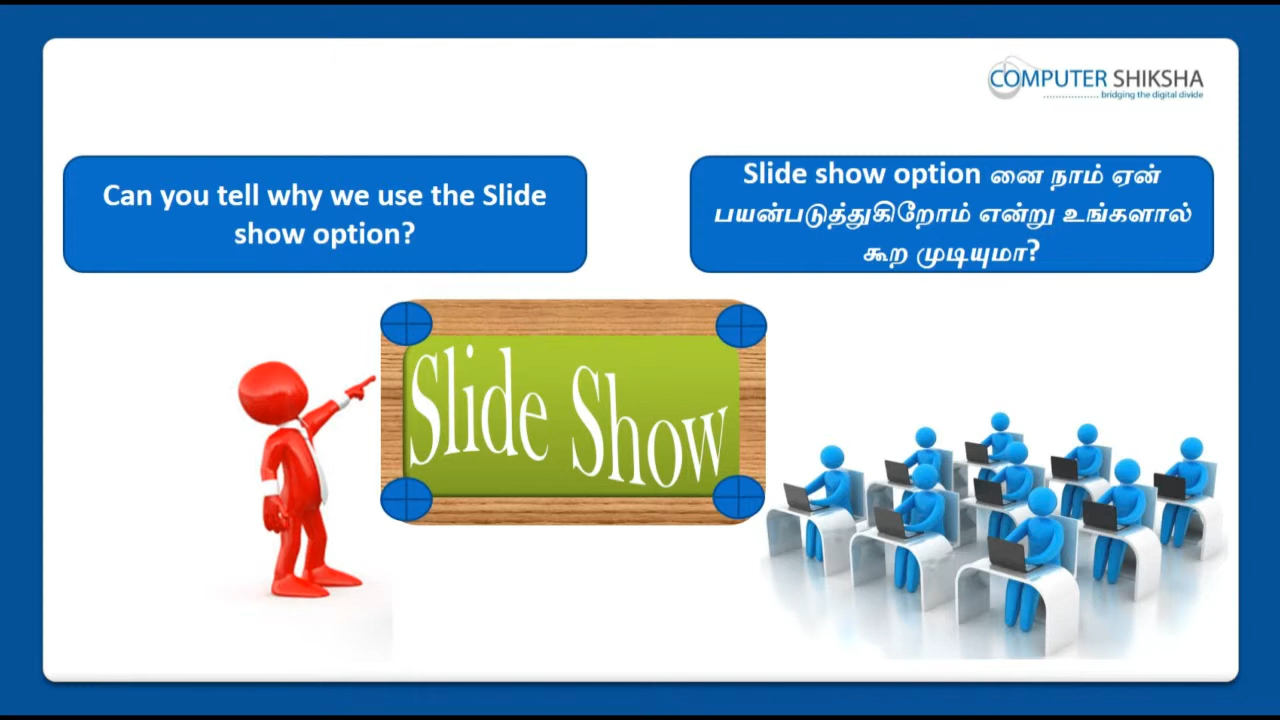 COMPUTER SHIKSHA
bridging the digital divide
Can you tell why we use the Slide
show option?
Slide show option னை நாம் ஏன்
பயன்படுத்துகிறோம் என்று உங்களால்
கூற முடியுமா?
Slide Show